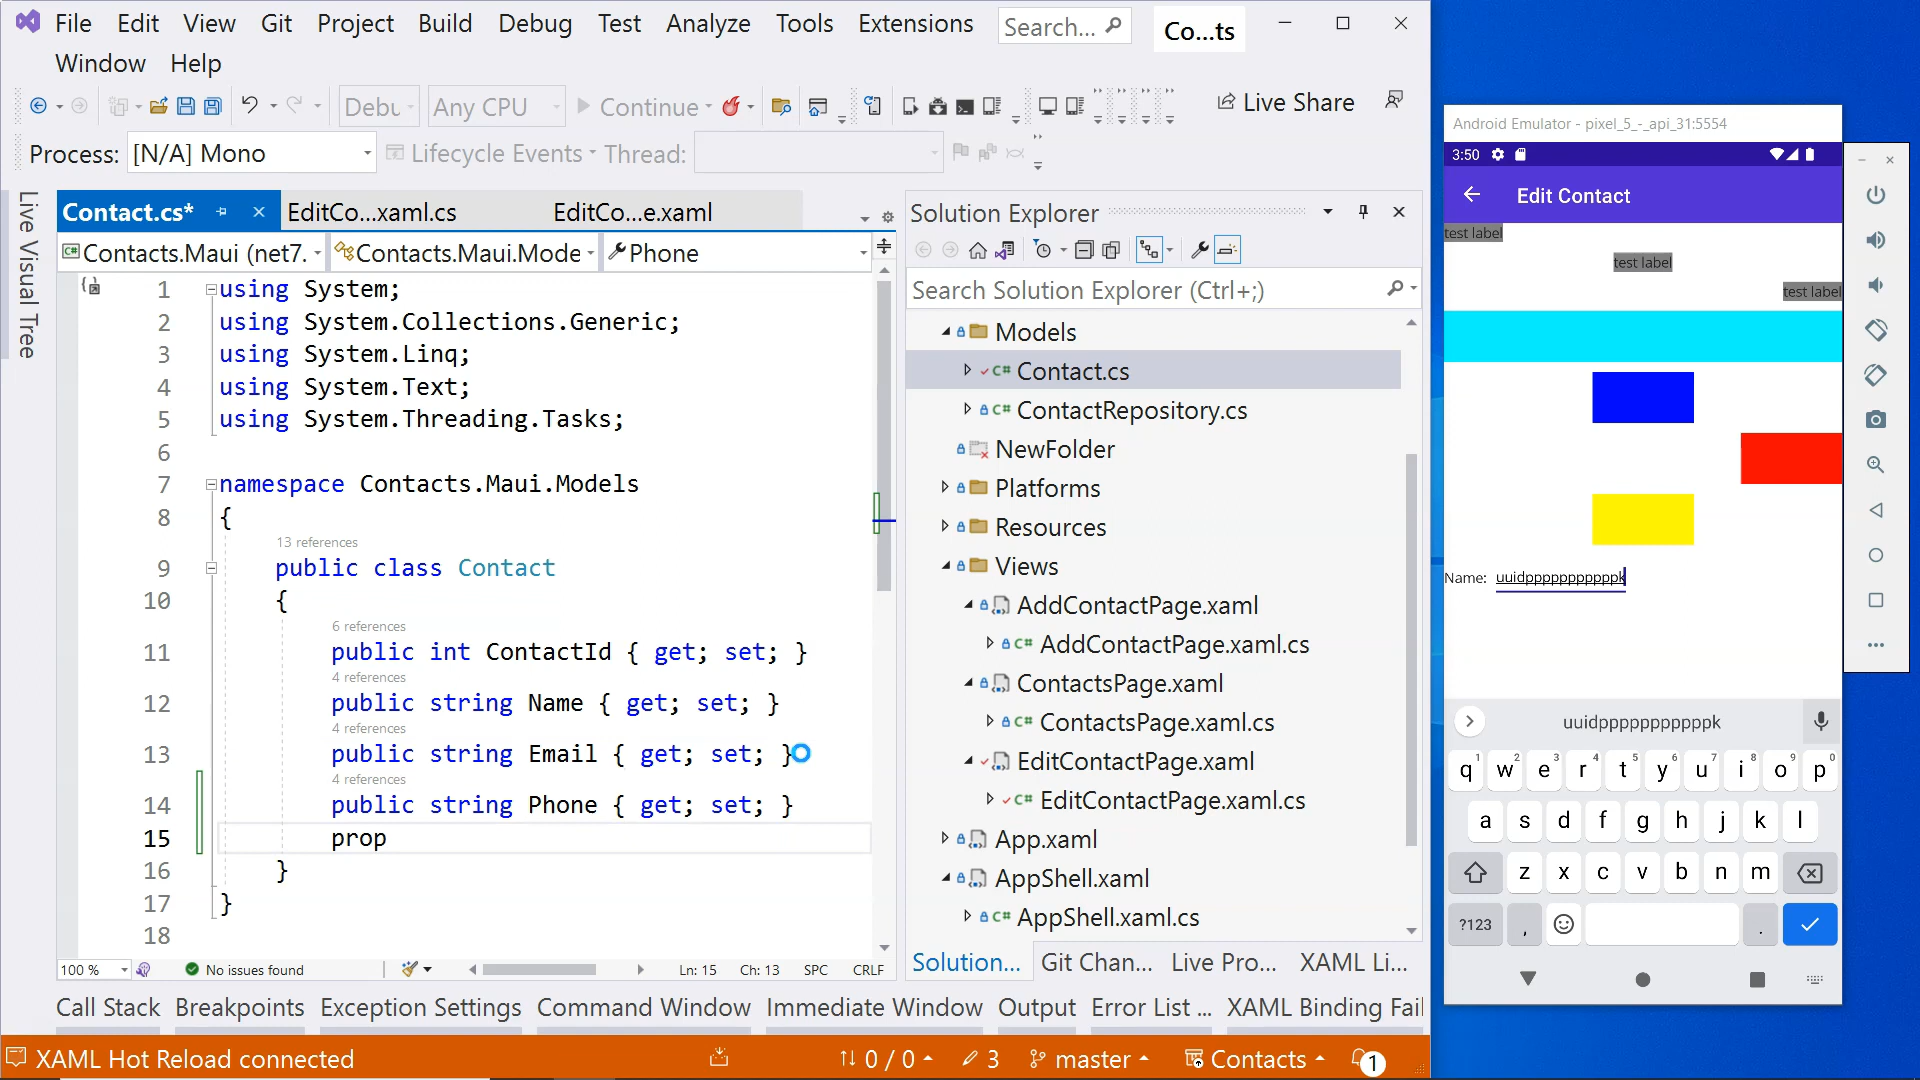 File Edit View Git Project Build Debug Test Tools Analyze Extensions Search... Co...ts
Window Help
Debu Any CPU Continue Live Share
Process: [N/A] Mono Lifecycle Events Thread:
Live Visual Tree
Contact.cs* EditCo...xaml.cs EditCo...e.xaml
Contacts.Maui (net7. Contacts.Maui.Mode Phone
1 using System;
2 using System.Collections.Generic;
3 using System.Linq;
4 using System.Text;
5 using System.Threading.Tasks;
6
7 namespace Contacts.Maui.Models
8 {
13 references
9 public class Contact
10 {
6 references
11 public int ContactId { get; set; }
4 references
12 public string Name { get; set; }
4 references
13 public string Email { get; set; }
4 references
14 public string Phone { get; set; }
15 prop
16 }
17 }
18
100 % No issues found Ln: 15 Ch: 13 SPC CRLF
Solution Explorer
Search Solution Explorer (Ctrl+;)
Models
C# Contact.cs
C# ContactRepository.cs
NewFolder
Platforms
Resources
Views
AddContactPage.xaml
C# AddContactPage.xaml.cs
ContactsPage.xaml
C# ContactsPage.xaml.cs
EditContactPage.xaml
C# EditContactPage.xaml.cs
App.xaml
AppShell.xaml
C# AppShell.xaml.cs
Solution... Git Chan... Live Pro... XAML Li...
Call Stack Breakpoints Exception Settings Command Window Immediate Window Output Error List ... XAML Binding Fail
XAML Hot Reload connected 0 / 0 3 master Contacts 1
Android Emulator - pixel_5_-_api_31:5554
3:50
Edit Contact
test label
test label
test label
Name: uuidpppppppppppk
uuidpppppppppppk
q1 w2 e3 r4 t5 y6 u7 i8 o9 p0
a s d f g h j k l
z x c v b n m
?123 , .